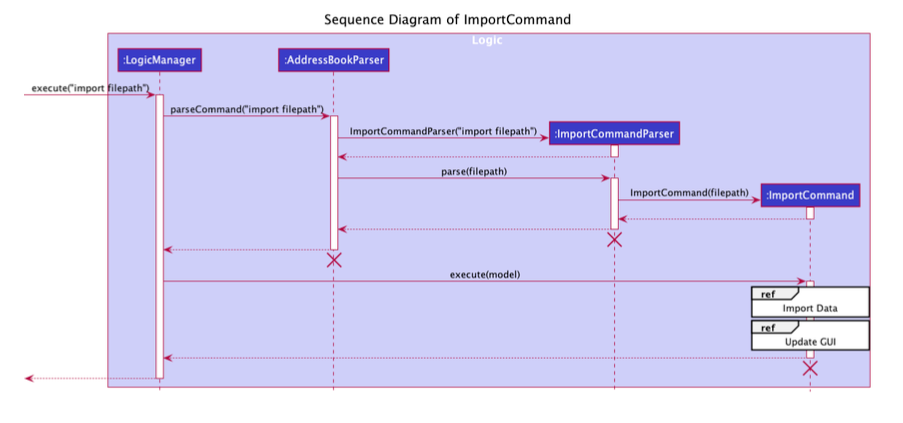 Sequence Diagram of ImportCommand
Logic
:LogicManager
:AddressBookParser
execute("import filepath")
parseCommand("import filepath")
ImportCommandParser("import filepath")
:ImportCommandParser
parse(filepath)
ImportCommand(filepath)
:ImportCommand
execute(model)
ref
Import Data
ref
Update GUI